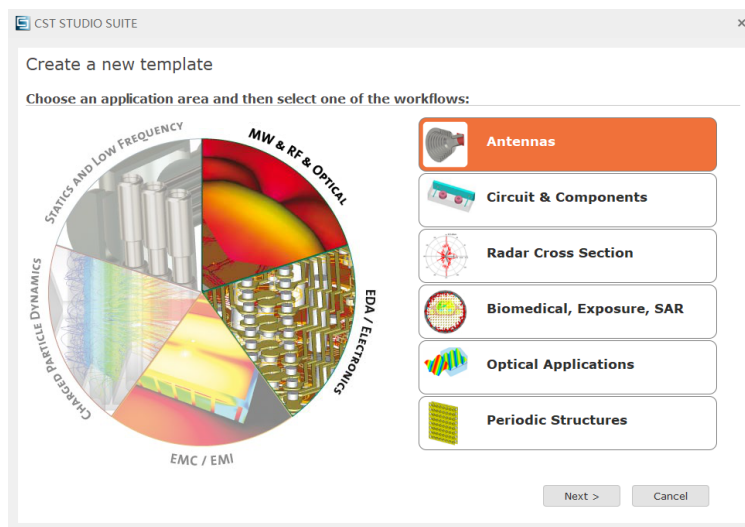 CST STUDIO SUITE
Create a new template
Choose an application area and then select one of the workflows:
STATICS AND LOW FREQUENCY
MW & RF & OPTICAL
EDA / ELECTRONICS
EMC / EMI
CHARGED PARTICLE DYNAMICS
Antennas
Circuit & Components
Radar Cross Section
Biomedical, Exposure, SAR
Optical Applications
Periodic Structures
Next >
Cancel